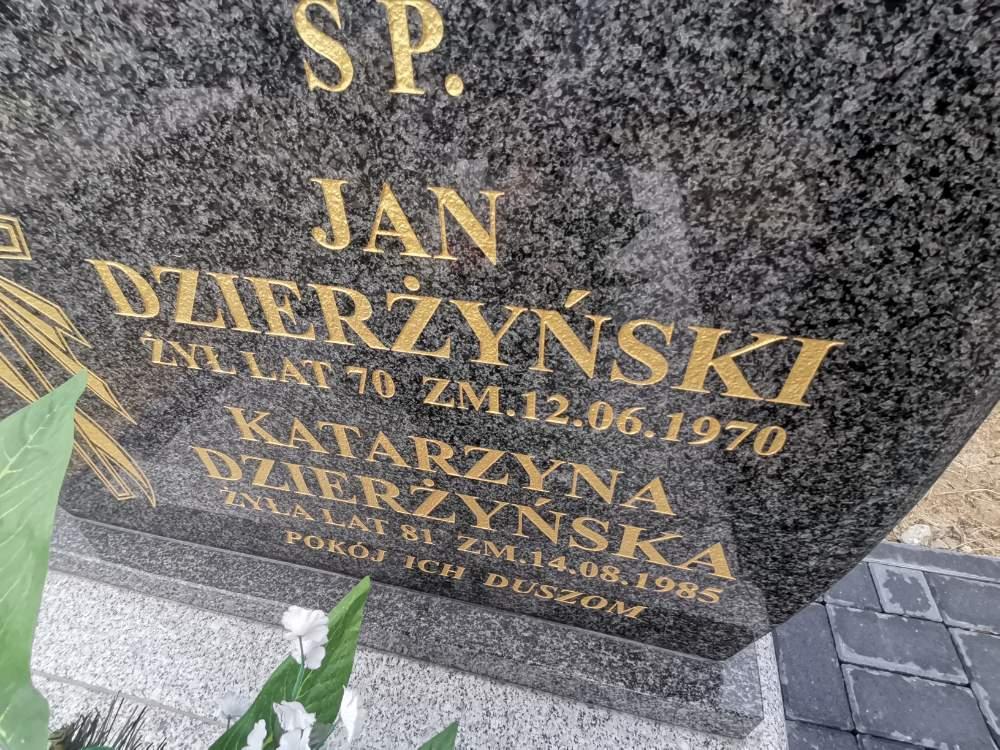 Ś P.
JAN
DZIERŻYŃSKI
ŻYŁ LAT 70 ZM.12.06.1970
KATARZYNA
DZIERŻYŃSKA
ŻYŁA LAT 81 ZM.14.08.1985
POKÓJ ICH DUSZOM